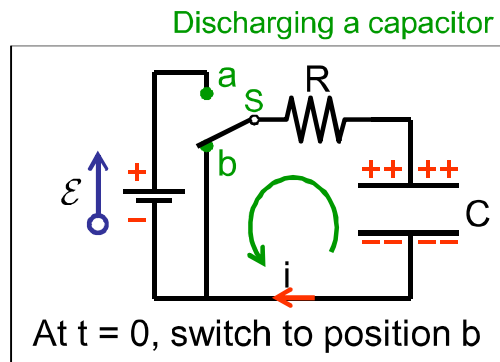 Discharging a capacitor
a
S
R
b
+
ℰ
−
++ ++
−− −−
C
i
At t = 0, switch to position b